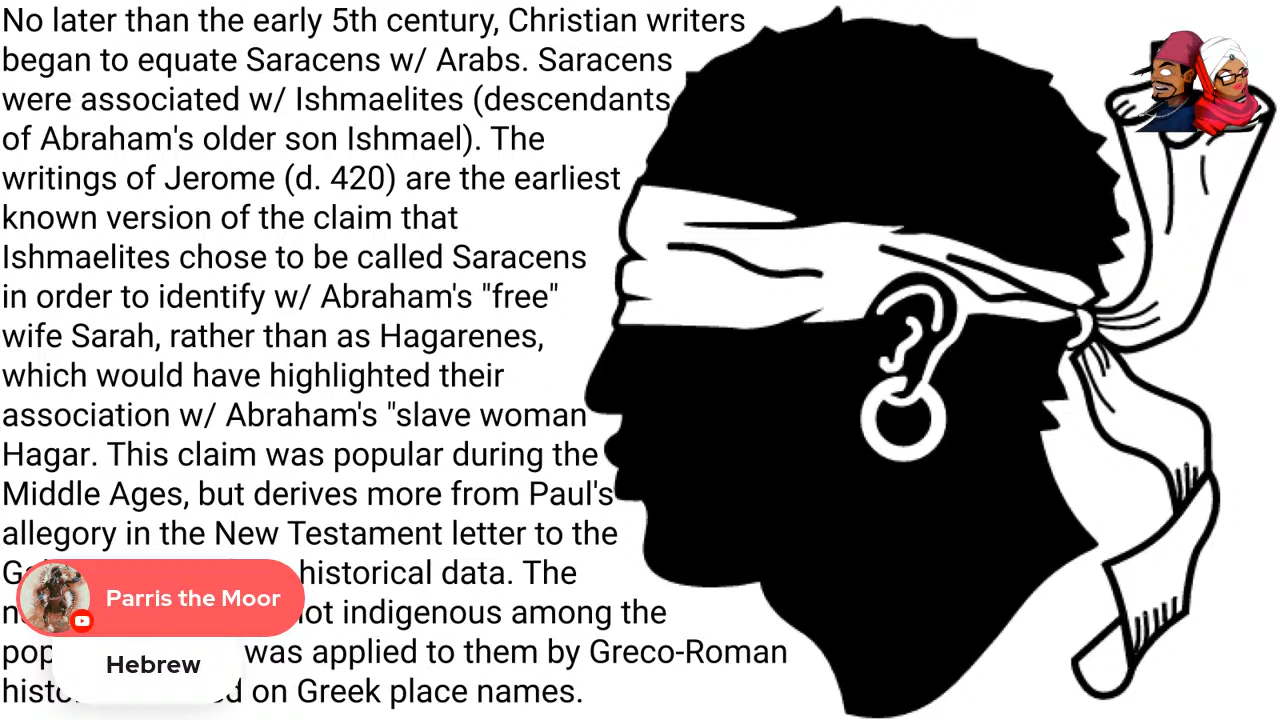 No later than the early 5th century, Christian writers
began to equate Saracens w/ Arabs. Saracens
were associated w/ Ishmaelites (descendants
of Abraham's older son Ishmael). The
writings of Jerome (d. 420) are the earliest
known version of the claim that
Ishmaelites chose to be called Saracens
in order to identify w/ Abraham's "free"
wife Sarah, rather than as Hagarenes,
which would have highlighted their
association w/ Abraham's "slave woman
Hagar. This claim was popular during the
Middle Ages, but derives more from Paul's
allegory in the New Testament letter to the
historical data. The
indigenous among the
was applied to them by Greco-Roman
on Greek place names.
Parris the Moor
Hebrew